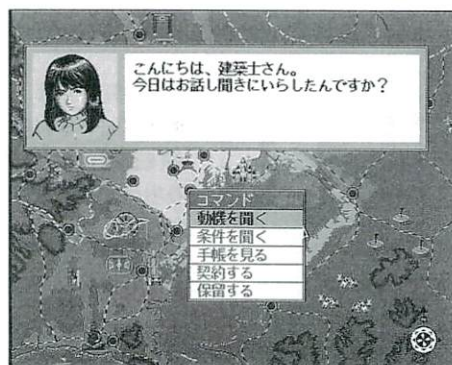 こんにちは、建築士さん。
今日はお話し聞きにいらしたんですか？
コマンド
動機を聞く
条件を聞く
手帳を見る
契約する
保留する